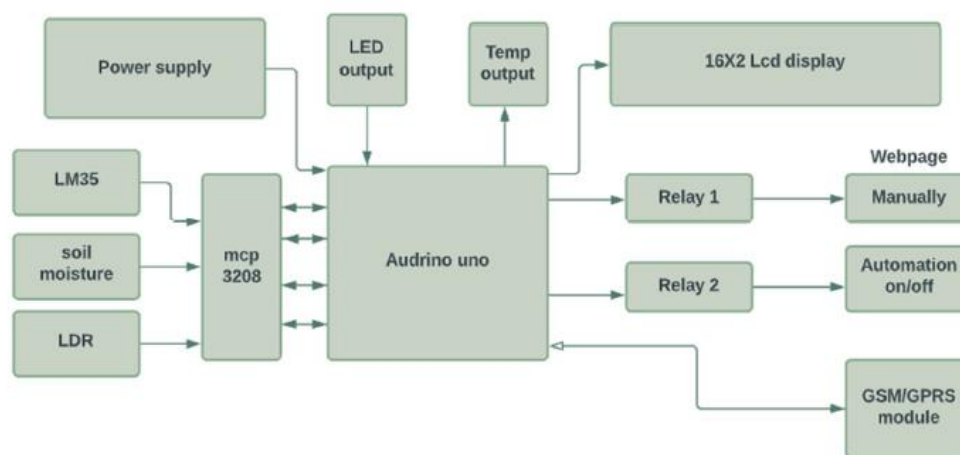 Power supply
LED
output
Temp
output
16X2 Lcd display
LM35
soil
moisture
LDR
mcp
3208
Audrino uno
Relay 1
Relay 2
Webpage
Manually
Automation
on/off
GSM/GPRS
module